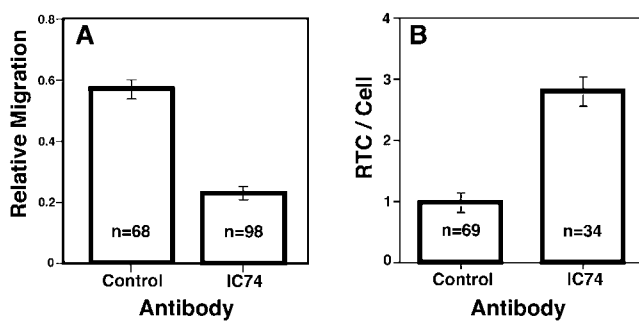 A
Relative Migration
0.8
0.6
0.4
0.2
0
n=68
n=98
Control
IC74
Antibody
B
RTC / Cell
4
3
2
1
0
n=69
n=34
Control
IC74
Antibody